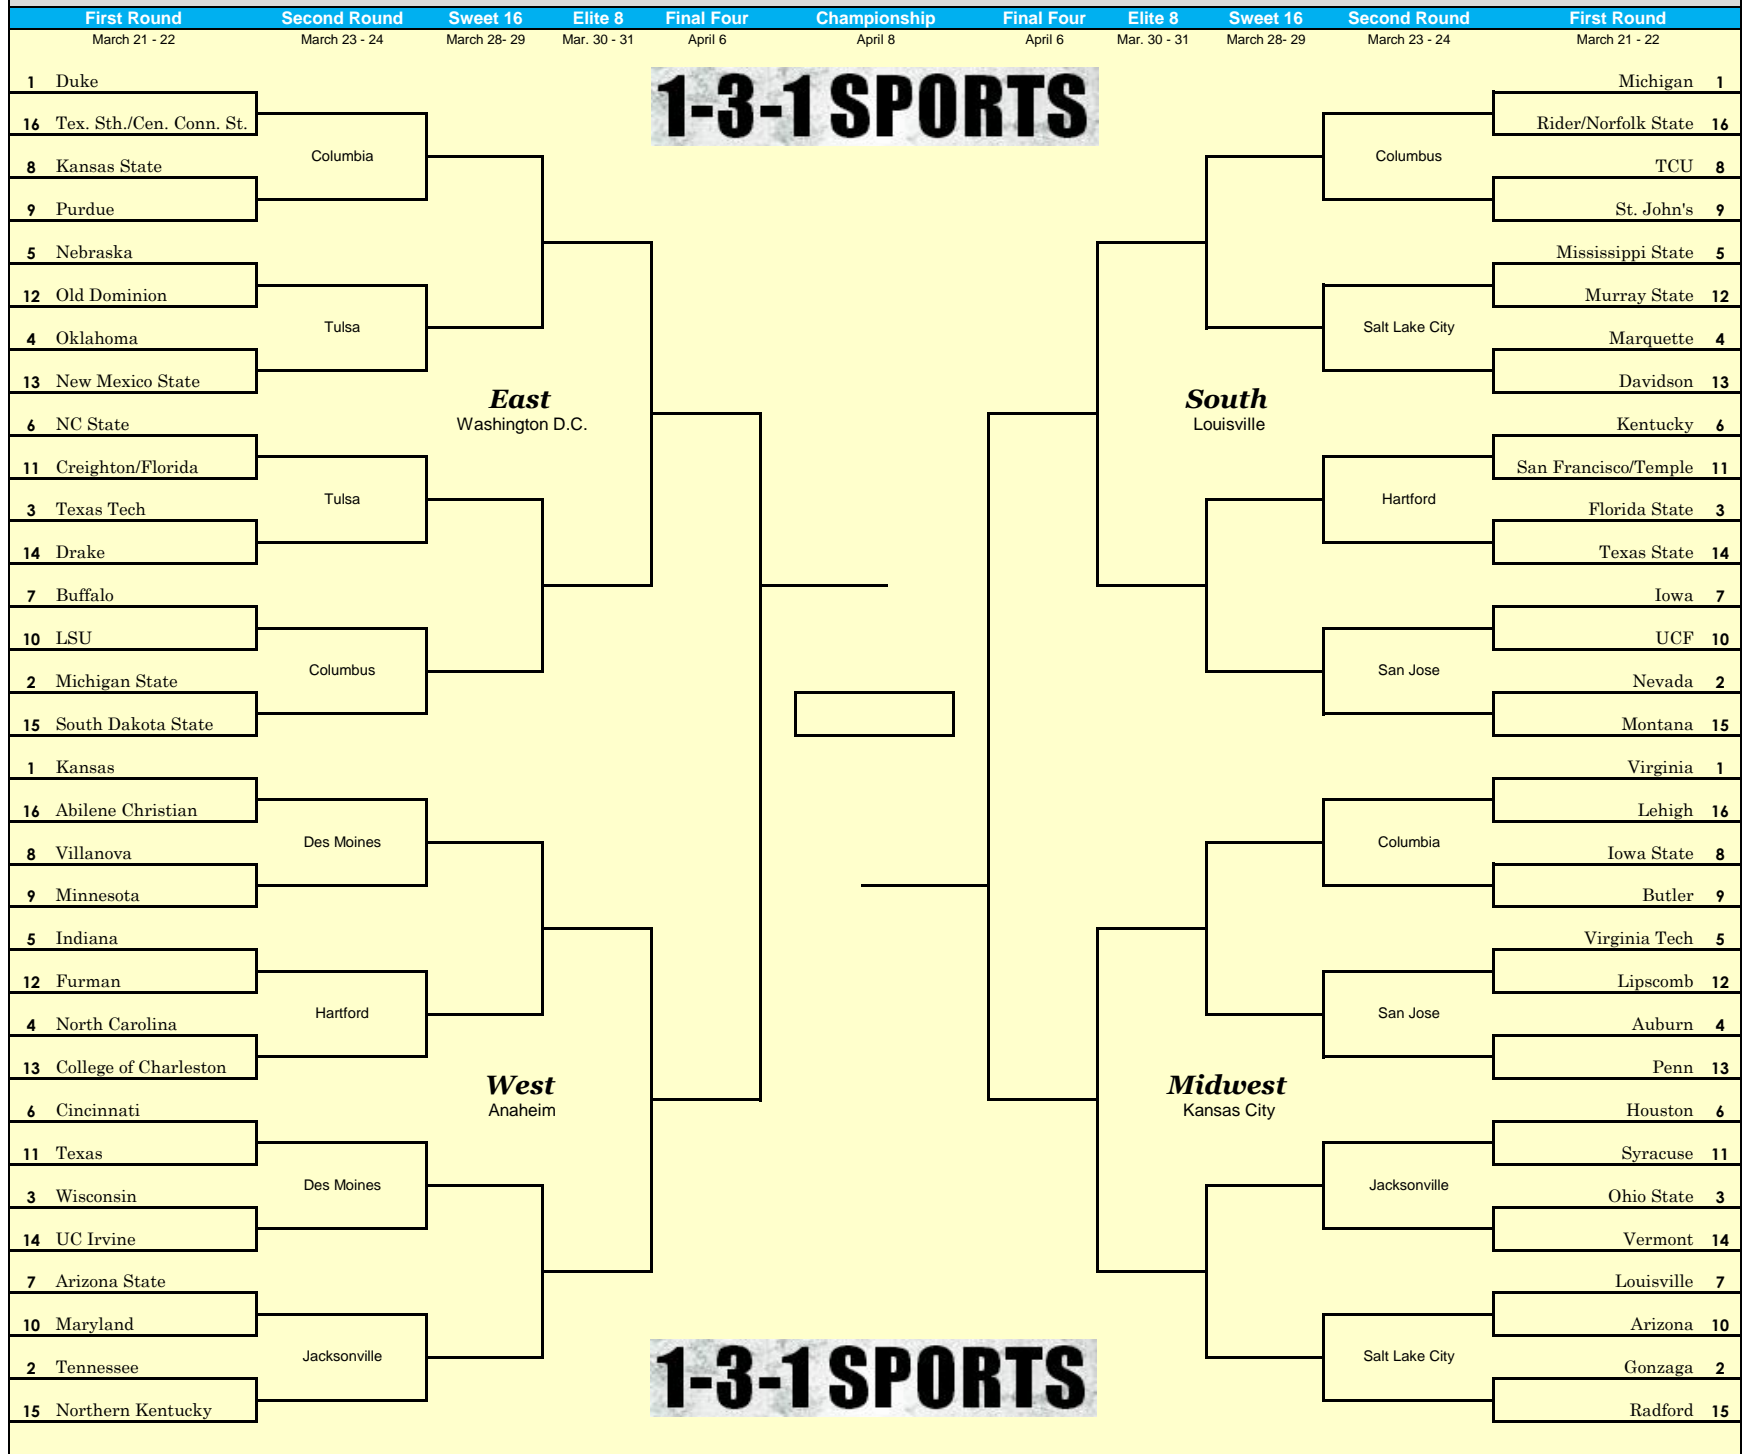 First Round Second Round Sweet 16 Elite 8 Final Four Championship Final Four Elite 8 Sweet 16 Second Round First Round
March 21 - 22 March 23 - 24 March 28- 29 Mar. 30 - 31 April 6 April 8 April 6 Mar. 30 - 31 March 28- 29 March 23 - 24 March 21 - 22
1-3-1 SPORTS
1 Duke
16 Tex. Sth./Cen. Conn. St.
Columbia
8 Kansas State
9 Purdue
5 Nebraska
12 Old Dominion
Tulsa
4 Oklahoma
13 New Mexico State
East
Washington D.C.
6 NC State
11 Creighton/Florida
Tulsa
3 Texas Tech
14 Drake
7 Buffalo
10 LSU
Columbus
2 Michigan State
15 South Dakota State
1 Kansas
16 Abilene Christian
Des Moines
8 Villanova
9 Minnesota
5 Indiana
12 Furman
Hartford
4 North Carolina
13 College of Charleston
West
Anaheim
6 Cincinnati
11 Texas
Des Moines
3 Wisconsin
14 UC Irvine
7 Arizona State
10 Maryland
Jacksonville
2 Tennessee
15 Northern Kentucky
Michigan 1
Rider/Norfolk State 16
Columbus
TCU 8
St. John's 9
Mississippi State 5
Murray State 12
Salt Lake City
Marquette 4
Davidson 13
South
Louisville
Kentucky 6
San Francisco/Temple 11
Hartford
Florida State 3
Texas State 14
Iowa 7
UCF 10
San Jose
Nevada 2
Montana 15
Virginia 1
Lehigh 16
Columbia
Iowa State 8
Butler 9
Virginia Tech 5
Lipscomb 12
San Jose
Auburn 4
Penn 13
Midwest
Kansas City
Houston 6
Syracuse 11
Jacksonville
Ohio State 3
Vermont 14
Louisville 7
Arizona 10
Salt Lake City
Gonzaga 2
Radford 15
1-3-1 SPORTS